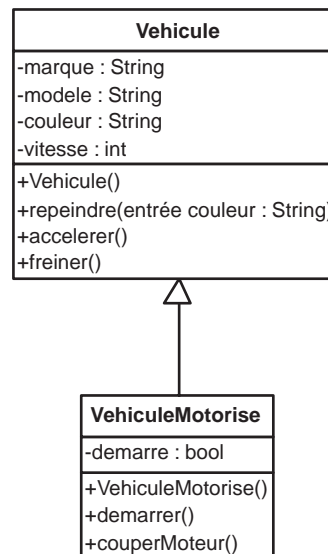 Vehicule
-marque : String
-modele : String
-couleur : String
-vitesse : int
+Vehicule()
+repeindre(entrée couleur : String)
+accelerer()
+freiner()
VehiculeMotorise
-demarre : bool
+VehiculeMotorise()
+demarrer()
+couperMoteur()